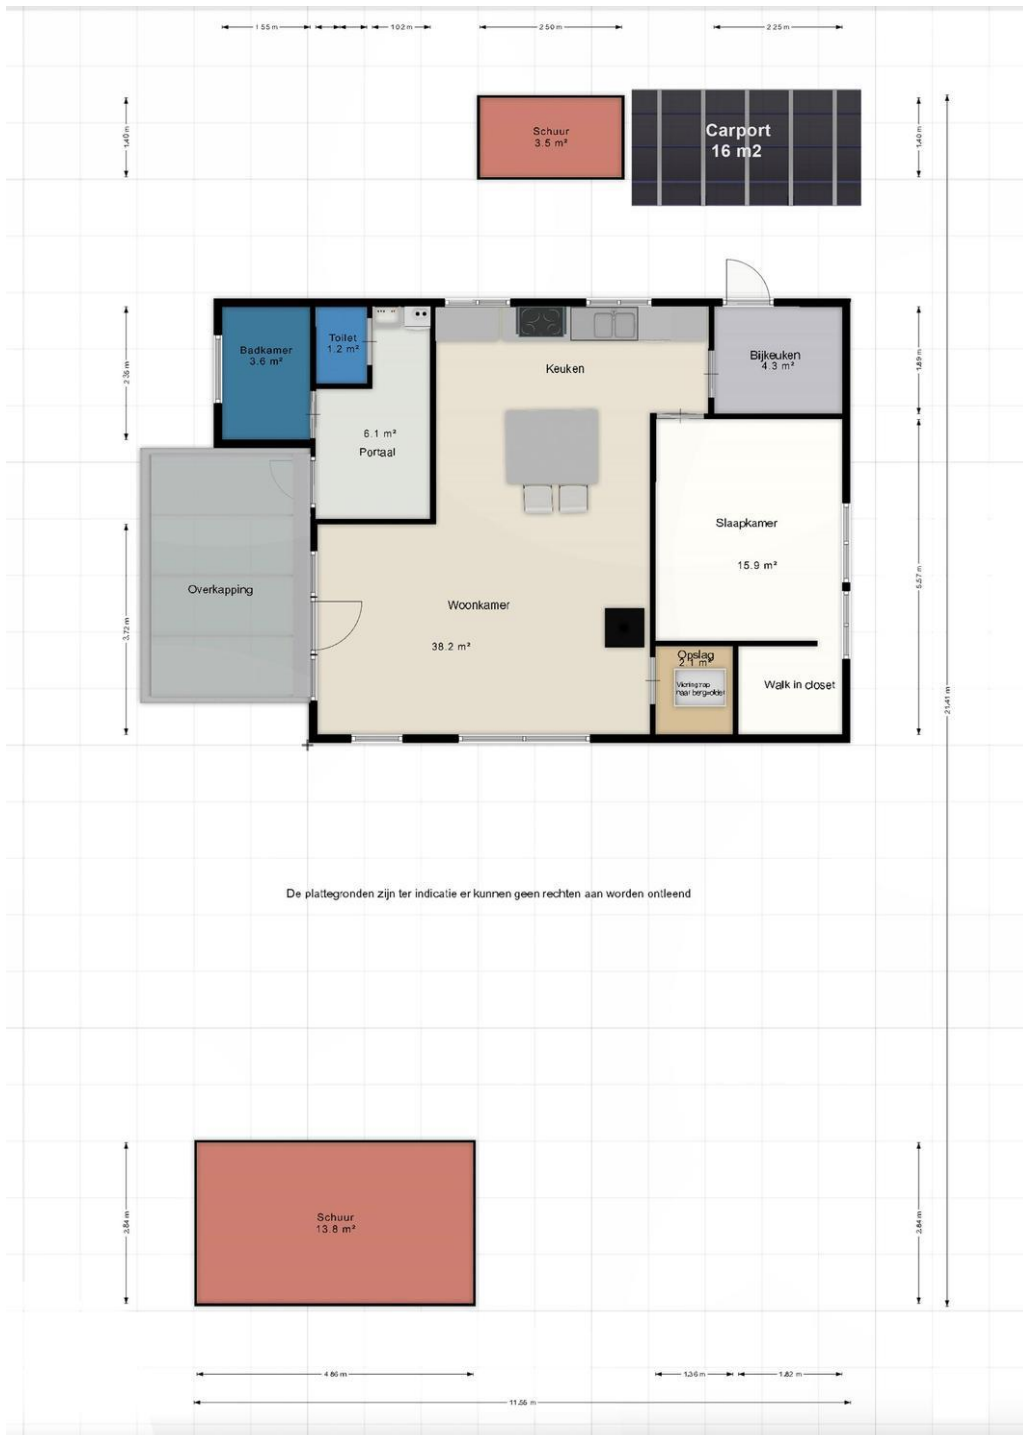 1.55 m
1.02 m
2.50 m
2.25 m
1.40 m
Schuur
3.5 m²
Carport
16 m2
1.40 m
Badkamer
3.6 m²
Toilet
1.2 m²
Keuken
Bijkeuken
4.3 m²
2.36 m
1.89 m
6.1 m²
Portaal
Slaapkamer
15.9 m²
Overkapping
Woonkamer
38.2 m²
3.72 m
5.57 m
Opslag
2.1 m²
naar bergzolder
Walk in closet
21.41 m
De plattegronden zijn ter indicatie er kunnen geen rechten aan worden ontleend
2.84 m
Schuur
13.8 m²
2.84 m
4.86 m
1.36 m
1.82 m
11.56 m